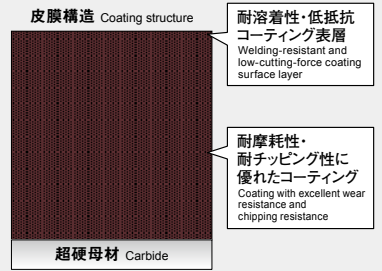 皮膜構造 Coating structure
耐溶着性・低抵抗
コーティング表層
Welding-resistant and
low-cutting-force coating
surface layer
耐摩耗性・
耐チッピング性に
優れたコーティング
Coating with excellent wear
resistance and
chipping resistance
超硬母材 Carbide